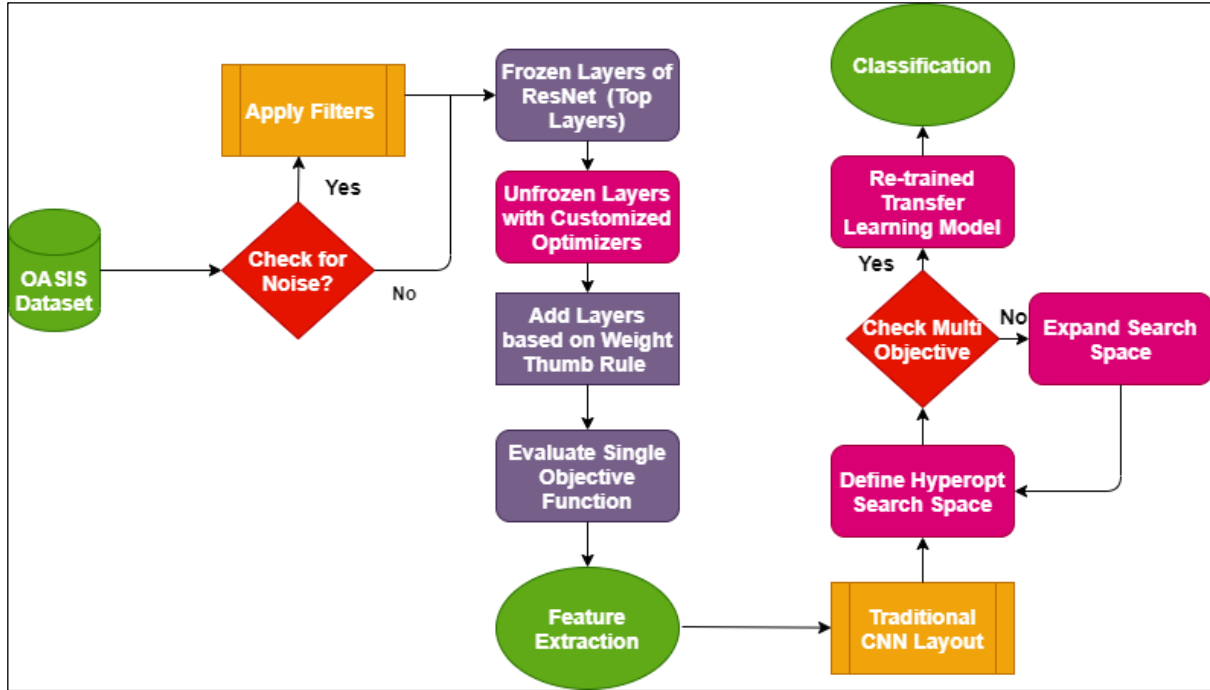 OASIS
Dataset
Check for
Noise?
Yes
No
Apply Filters
Frozen Layers of
ResNet (Top
Layers)
Unfrozen Layers
with Customized
Optimizers
Add Layers
based on Weight
Thumb Rule
Evaluate Single
Objective
Function
Feature
Extraction
Traditional
CNN Layout
Define Hyperopt
Search Space
Check Multi
Objective
No
Expand Search
Space
Yes
Re-trained
Transfer
Learning Model
Classification